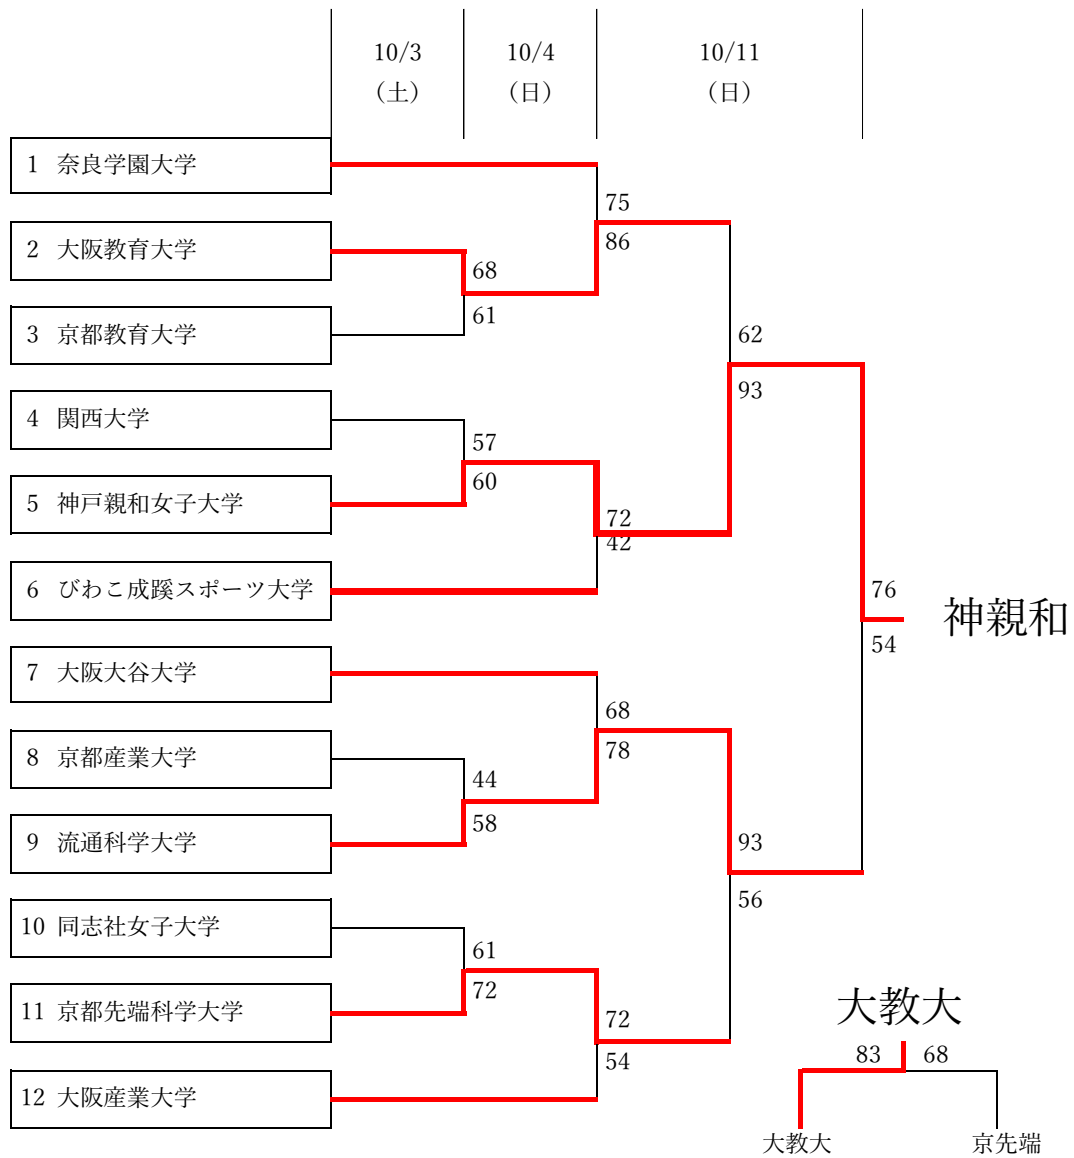 10/3 10/4 10/11
（土） （日） （日）
1 奈良学園大学
75
2 大阪教育大学
86
68
61
3 京都教育大学
62
93
4 関西大学
57
60
5 神戸親和女子大学
72
42
6 びわこ成蹊スポーツ大学
76
神親和
54
7 大阪大谷大学
68
78
8 京都産業大学
44
58
9 流通科学大学
93
56
10 同志社女子大学
61
72
11 京都先端科学大学
72
54
12 大阪産業大学
大教大
83 68
大教大 京先端